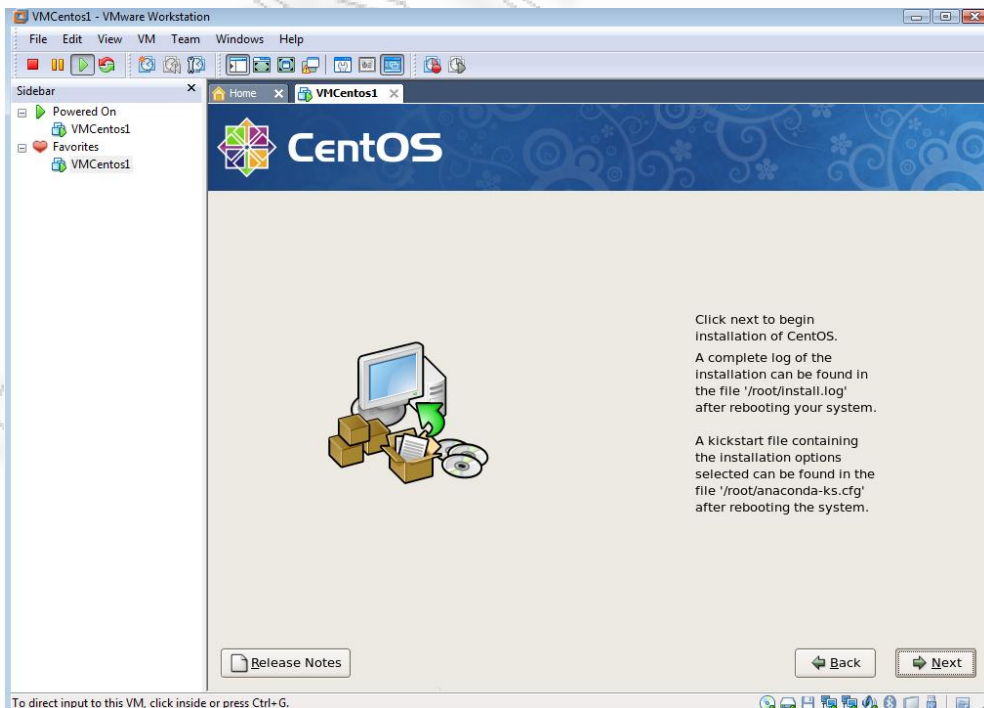 VMCentos1 - VMware Workstation
File Edit View VM Team Windows Help
Sidebar x
Home x VMCentos1 x
Powered On
VMCentos1
Favorites
VMCentos1
CentOS
Click next to begin
installation of CentOS.
A complete log of the
installation can be found in
the file '/root/install.log'
after rebooting your system.
A kickstart file containing
the installation options
selected can be found in the
file '/root/anaconda-ks.cfg'
after rebooting the system.
Release Notes
Back
Next
To direct input to this VM, click inside or press Ctrl+G.